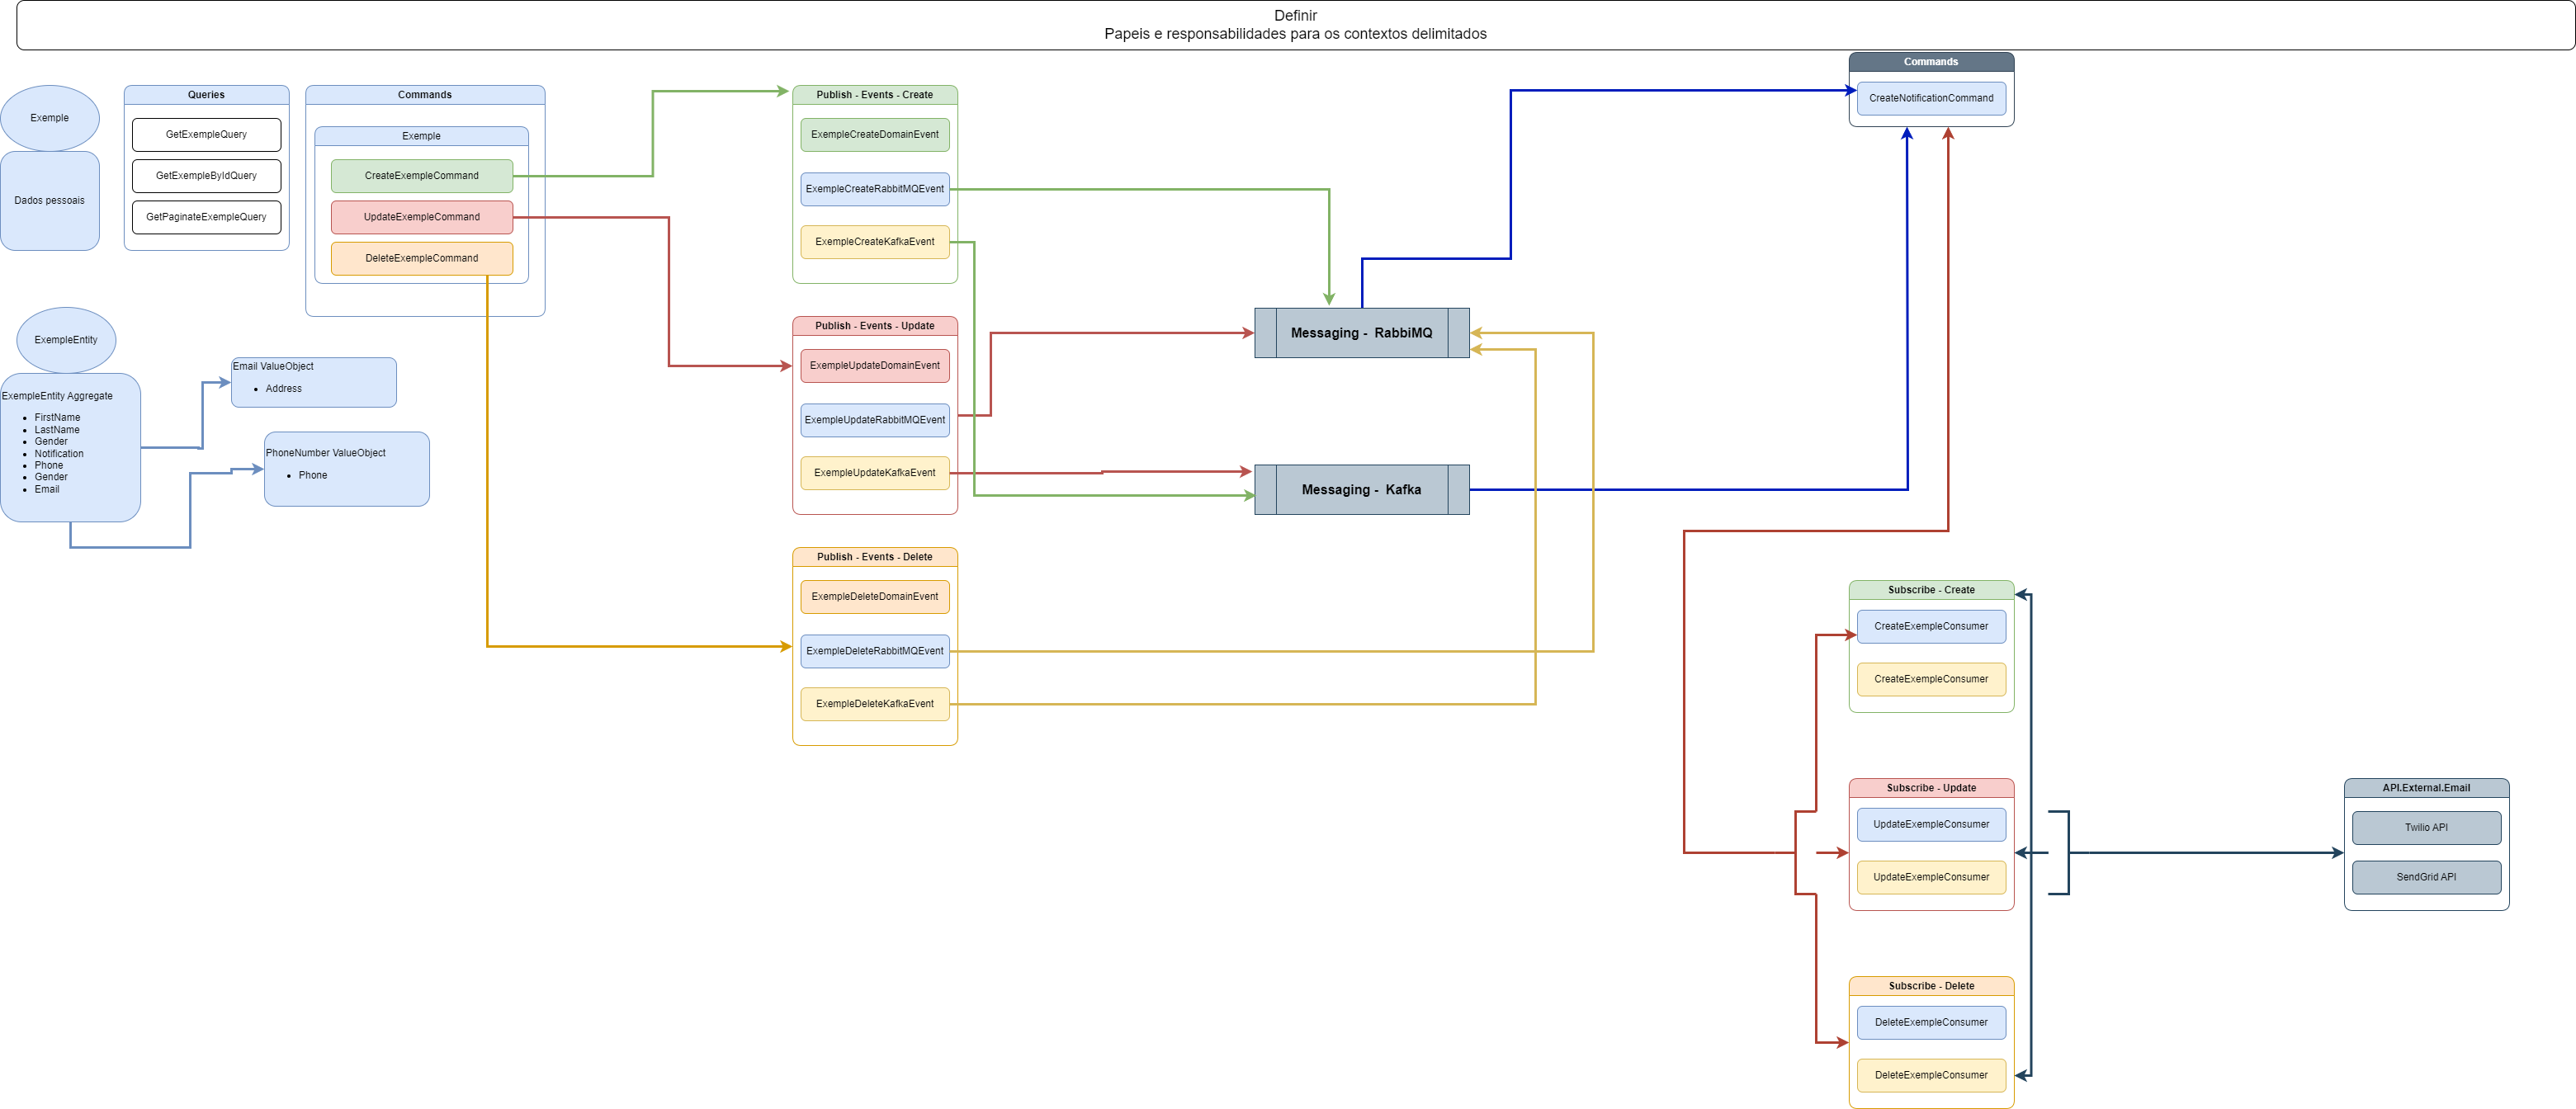 Definir
Papeis e responsabilidades para os contextos delimitados
Exemple
Dados pessoais
Queries
GetExempleQuery
GetExempleByIdQuery
GetPaginateExempleQuery
Commands
Exemple
CreateExempleCommand
UpdateExempleCommand
DeleteExempleCommand
ExempleEntity
ExempleEntity Aggregate
• FirstName
• LastName
• Gender
• Notification
• Phone
• Gender
• Email
Email ValueObject
• Address
PhoneNumber ValueObject
• Phone
Publish - Events - Create
ExempleCreateDomainEvent
ExempleCreateRabbitMQEvent
ExempleCreateKafkaEvent
Publish - Events - Update
ExempleUpdateDomainEvent
ExempleUpdateRabbitMQEvent
ExempleUpdateKafkaEvent
Publish - Events - Delete
ExempleDeleteDomainEvent
ExempleDeleteRabbitMQEvent
ExempleDeleteKafkaEvent
Messaging - RabbiMQ
Messaging - Kafka
Commands
CreateNotificationCommand
Subscribe - Create
CreateExempleConsumer
CreateExempleConsumer
Subscribe - Update
UpdateExempleConsumer
UpdateExempleConsumer
Subscribe - Delete
DeleteExempleConsumer
DeleteExempleConsumer
API.External.Email
Twilio API
SendGrid API